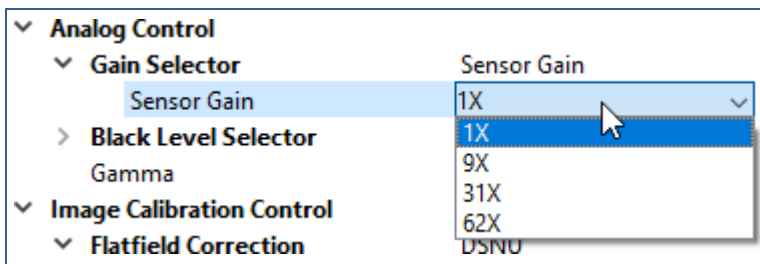 Analog Control
Gain Selector Sensor Gain
Sensor Gain 1X
Black Level Selector 1X
Gamma 9X
31X
Image Calibration Control
62X
Flatfield Correction DSNU